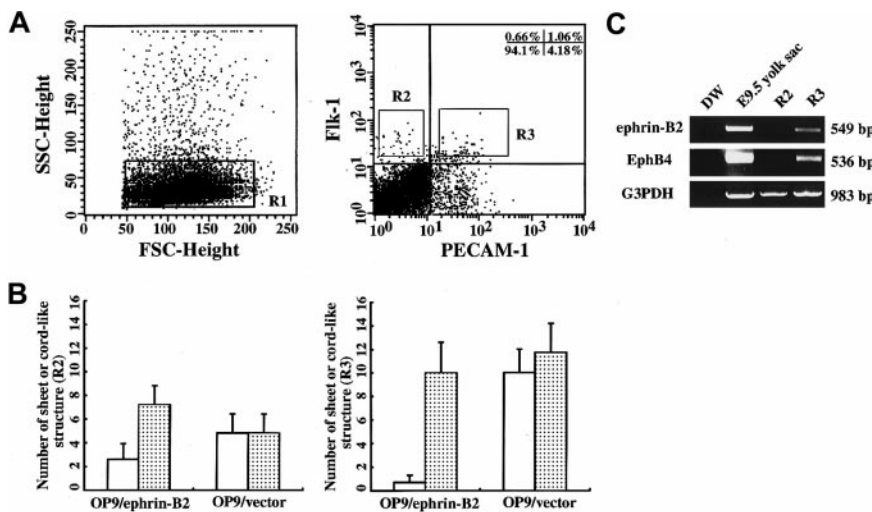 A
SSC-Height
250
200
150
100
50
0
R1
50 100 150 200 250
FSC-Height
Flk-1
10^4
10^3
10^2
10^1
10^0
0.66% 1.06%
94.1% 4.18%
R2
R3
10^0 10^1 10^2 10^3 10^4
PECAM-1
C
DW
E9.5 yolk sac
R2
R3
ephrin-B2 549 bp
EphB4 536 bp
G3PDH 983 bp
B
Number of sheet or cord-like
structure (R2)
16
14
12
10
8
6
4
2
0
OP9/ephrin-B2 OP9/vector
Number of sheet or cord-like
structure (R3)
16
14
12
10
8
6
4
2
0
OP9/ephrin-B2 OP9/vector